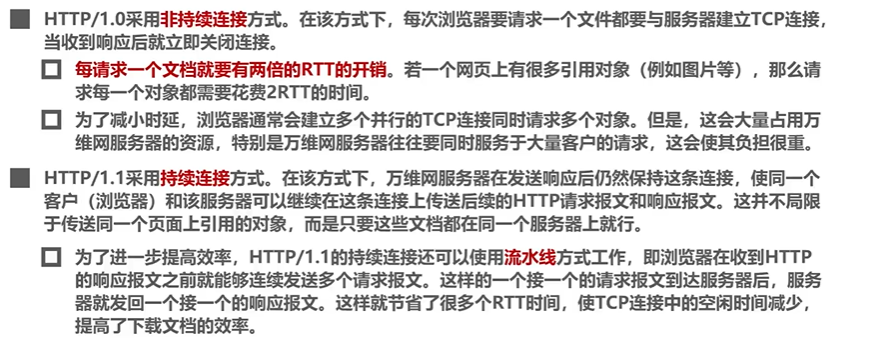 HTTP/1.0采用非持续连接方式。在该方式下，每次浏览器要请求一个文件都要与服务器建立TCP连接，
当收到响应后就立即关闭连接。
每请求一个文档就要有两倍的RTT的开销。若一个网页上有很多引用对象（例如图片等），那么请
求每一个对象都需要花费2RTT的时间。
为了减小时延，浏览器通常会建立多个并行的TCP连接同时请求多个对象。但是，这会大量占用万
维网服务器的资源，特别是万维网服务器往往要同时服务于大量客户的请求，这会使其负担很重。
HTTP/1.1采用持续连接方式。在该方式下，万维网服务器在发送响应后仍然保持这条连接，使同一个
客户（浏览器）和该服务器可以继续在这条连接上传送后续的HTTP请求报文和响应报文。这并不局限
于传送同一个页面上引用的对象，而是只要这些文档都在同一个服务器上就行。
为了进一步提高效率，HTTP/1.1的持续连接还可以使用流水线方式工作，即浏览器在收到HTTP
的响应报文之前就能够连续发送多个请求报文。这样的一个接一个的请求报文到达服务器后，服务
器就发回一个接一个的响应报文。这样就节省了很多个RTT时间，使TCP连接中的空闲时间减少，
提高了下载文档的效率。